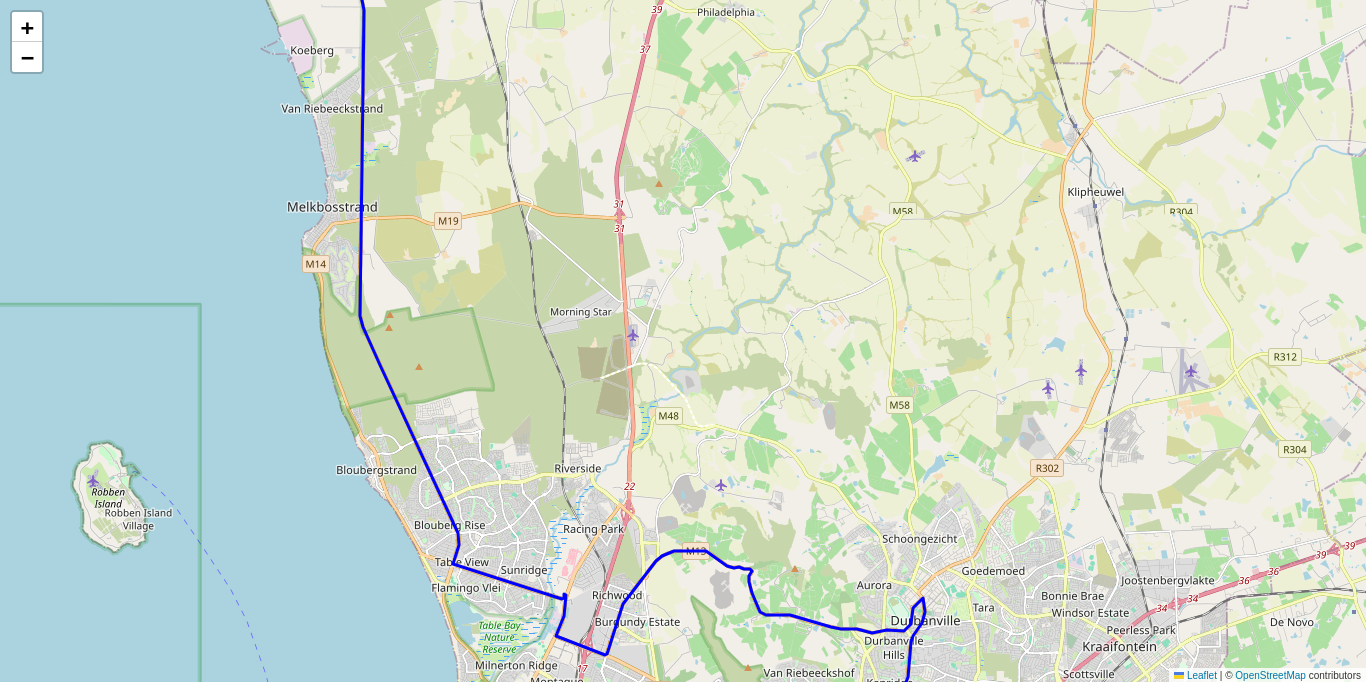 +
−
39
Philadelphia
37
Koeberg
Van Riebeeckstrand
Klipheuwel
31
Melkbosstrand
M58
R304
M19
31
M14
Morning Star
R312
M58
M48
R304
Bloubergstrand
Riverside
R302
22
Robben
Island
Robben Island
Village
Blouberg Rise
Racing Park
Schoongezicht
M13
39
36
36
Table View
Sunridge
Goedemoed
Joostenbergvlakte
Flamingo Vlei
Aurora
Richwood
Bonnie Brae
34
34
Tara
Windsor Estate
Table Bay
Nature
Reserve
Burgundy Estate
Durbanville
Peerless Park
De Novo
Durbanville
Hills
Kraaifontein
Milnerton Ridge
17
Van Riebeeckshof
Scottsville
Montague
Kenridge
Leaflet | © OpenStreetMap contributors